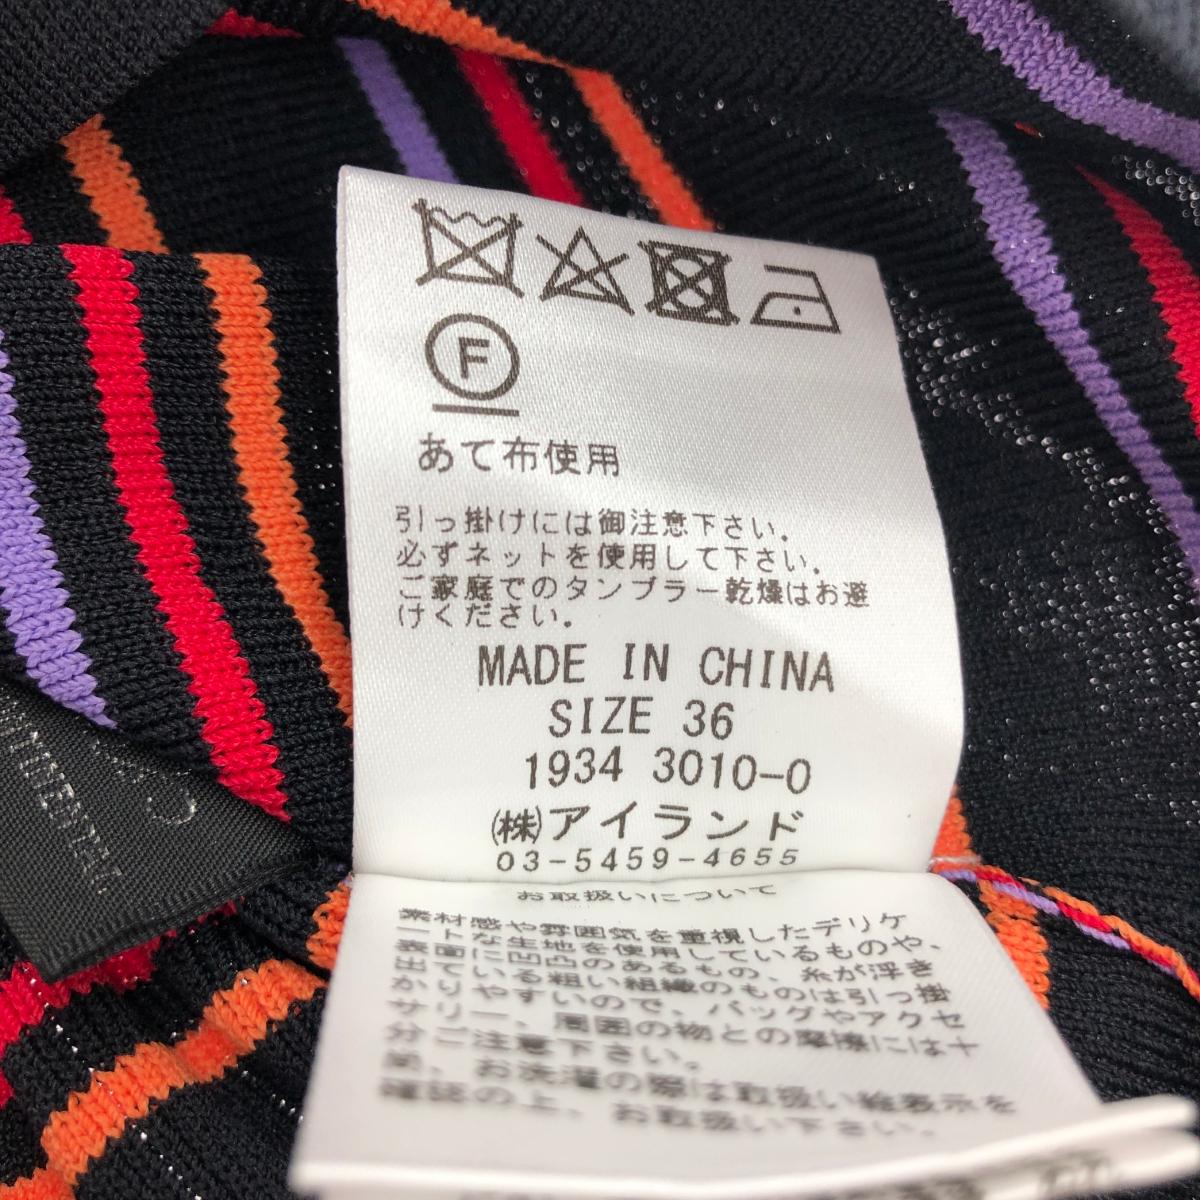 F
あて布使用
引っ掛けには御注意下さい。
必ずネットを使用して下さい。
ご家庭でのタンブラー乾燥はお避
けください。
MADE IN CHINA
SIZE 36
1934 3010-0
㈱アイランド
03-5459-4655
お取扱いについて
素材感や雰囲気を重視したデリケ
ートな生地を使用しているものや、
表面に凹凸のあるもの、糸が浮き
出ている粗い組織のものは引っ掛
かりやすいので、バッグやアクセ
サリー、周囲の物との摩擦には十
分ご注意下さい。
尚、お洗濯の際は取扱い絵表示を
確認の上、お取扱い下さい。